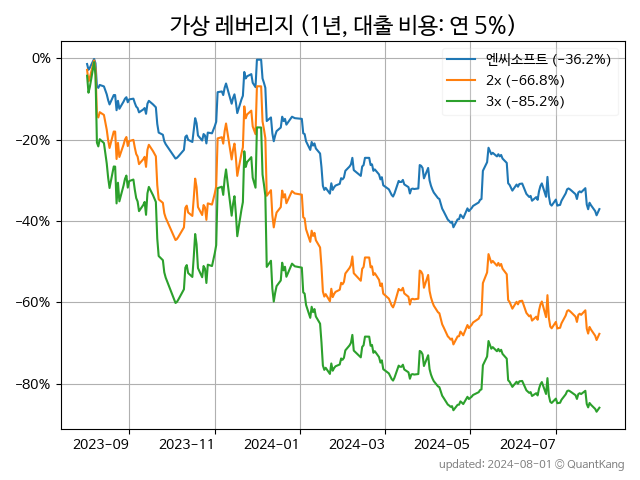 가상 레버리지 (1년, 대출 비용: 연 5%)
엔씨소프트 (−36.2%)
2x (−66.8%)
3x (−85.2%)
0%
−20%
−40%
−60%
−80%
2023-09 2023-11 2024-01 2024-03 2024-05 2024-07
updated: 2024-08-01 © QuantKang